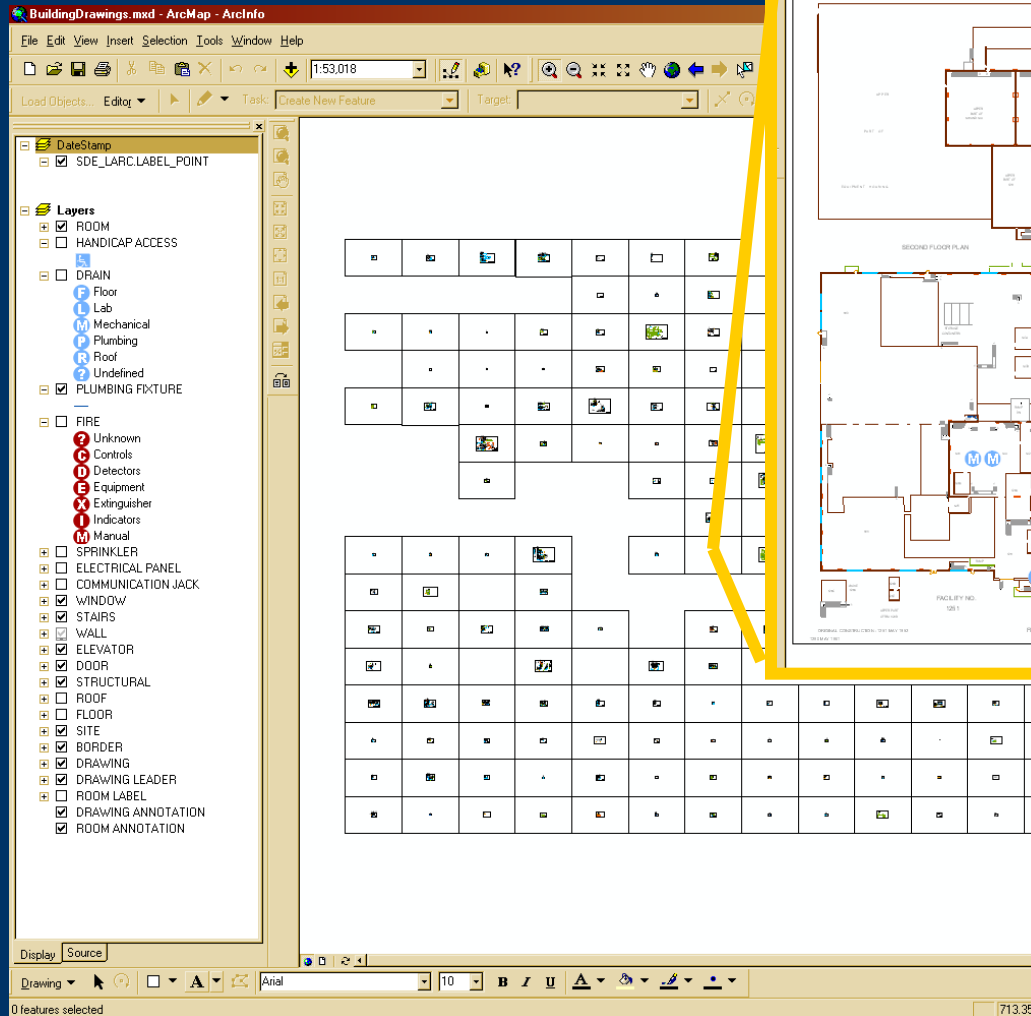 BuildingDrawings.mxd - ArcMap - ArcInfo
File Edit View Insert Selection Tools Window Help
1:53,018
Load Objects... Editor Task: Create New Feature Target:
DateStamp
SDE_LARC.LABEL_POINT
Layers
ROOM
HANDICAP ACCESS
DRAIN
F Floor
L Lab
M Mechanical
P Plumbing
R Roof
? Undefined
PLUMBING FIXTURE
FIRE
? Unknown
C Controls
D Detectors
E Equipment
X Extinguisher
I Indicators
M Manual
SPRINKLER
ELECTRICAL PANEL
COMMUNICATION JACK
WINDOW
STAIRS
WALL
ELEVATOR
DOOR
STRUCTURAL
ROOF
FLOOR
SITE
BORDER
DRAWING
DRAWING LEADER
ROOM LABEL
DRAWING ANNOTATION
ROOM ANNOTATION
SECOND FLOOR PLAN
M M
FACILITY NO.
1251
Display Source
Drawing A Arial 10 B I U A
0 features selected
713.35